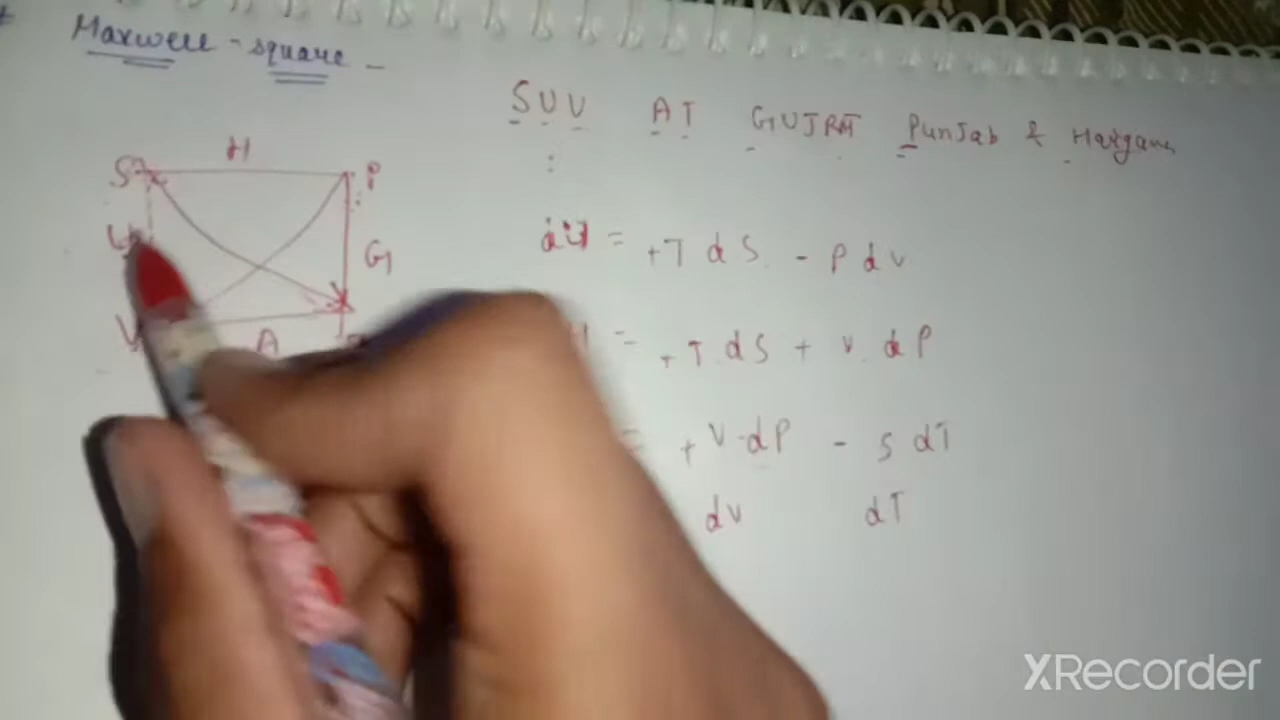 Maxwell - square -
SUV AT GUJRAT Punjab & Haryana
H
S P
dU = +T dS - P dV
U G
V A T
H = +T dS + V dP
= + V dP - S dT
dV dT
XRecorder